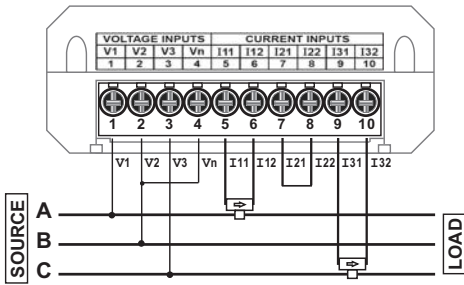 VOLTAGE INPUTS CURRENT INPUTS
V1 V2 V3 Vn I11 I12 I21 I22 I31 I32
1 2 3 4 5 6 7 8 9 10
1 2 3 4 5 6 7 8 9 10
V1 V2 V3 Vn I11 I12 I21 I22 I31 I32
SOURCE
A
B
C
LOAD